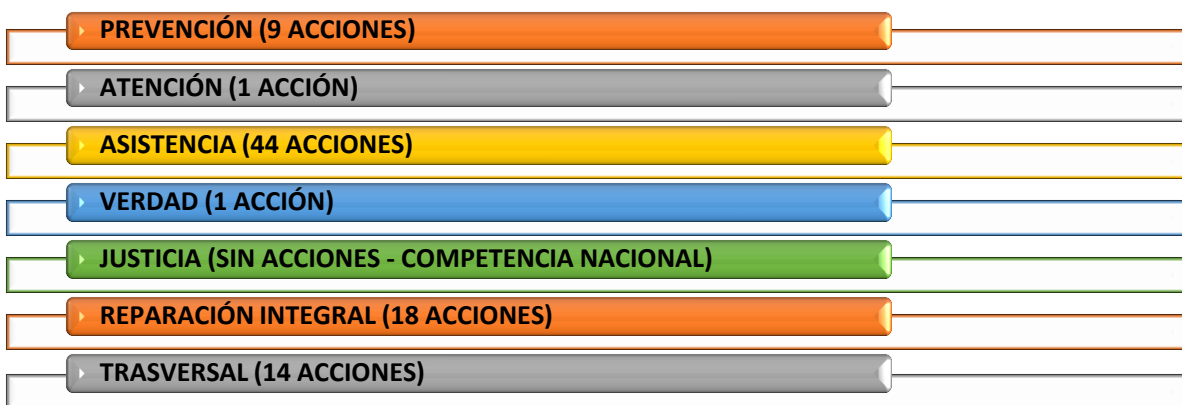 PREVENCIÓN (9 ACCIONES)
ATENCIÓN (1 ACCIÓN)
ASISTENCIA (44 ACCIONES)
VERDAD (1 ACCIÓN)
JUSTICIA (SIN ACCIONES - COMPETENCIA NACIONAL)
REPARACIÓN INTEGRAL (18 ACCIONES)
TRASVERSAL (14 ACCIONES)